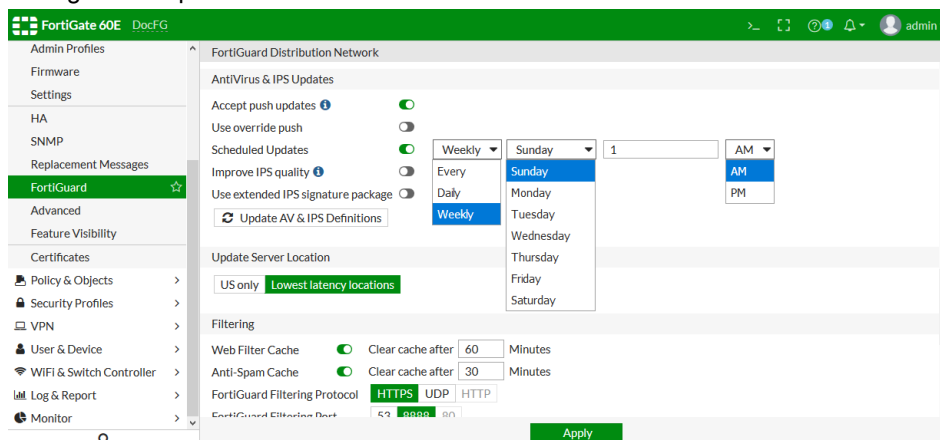 FortiGate 60E DocFG
>_ ? 1 admin
Admin Profiles
Firmware
Settings
HA
SNMP
Replacement Messages
FortiGuard
Advanced
Feature Visibility
Certificates
Policy & Objects
Security Profiles
VPN
User & Device
WiFi & Switch Controller
Log & Report
Monitor
FortiGuard Distribution Network
AntiVirus & IPS Updates
Accept push updates
Use override push
Scheduled Updates Weekly Sunday 1 AM
Improve IPS quality
Use extended IPS signature package
Update AV & IPS Definitions
Every
Daily
Weekly
Sunday
Monday
Tuesday
Wednesday
Thursday
Friday
Saturday
AM
PM
Update Server Location
US only Lowest latency locations
Filtering
Web Filter Cache Clear cache after 60 Minutes
Anti-Spam Cache Clear cache after 30 Minutes
FortiGuard Filtering Protocol HTTPS UDP HTTP
FortiGuard Filtering Port 53 8888 80
Apply